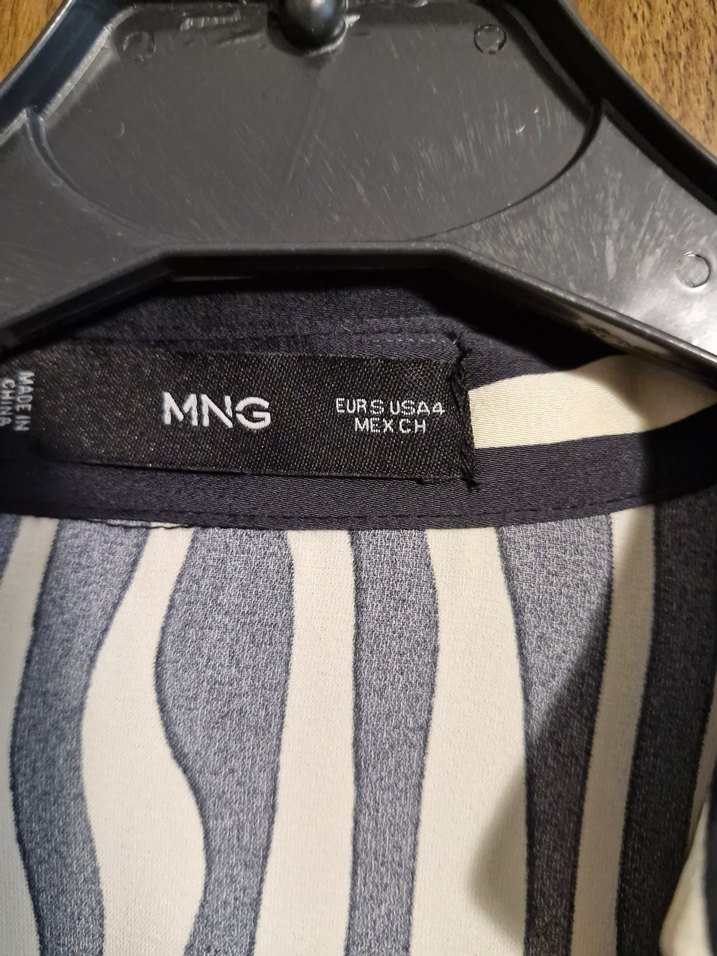 MADE IN
CHINA
MNG
EUR S USA 4
MEX CH